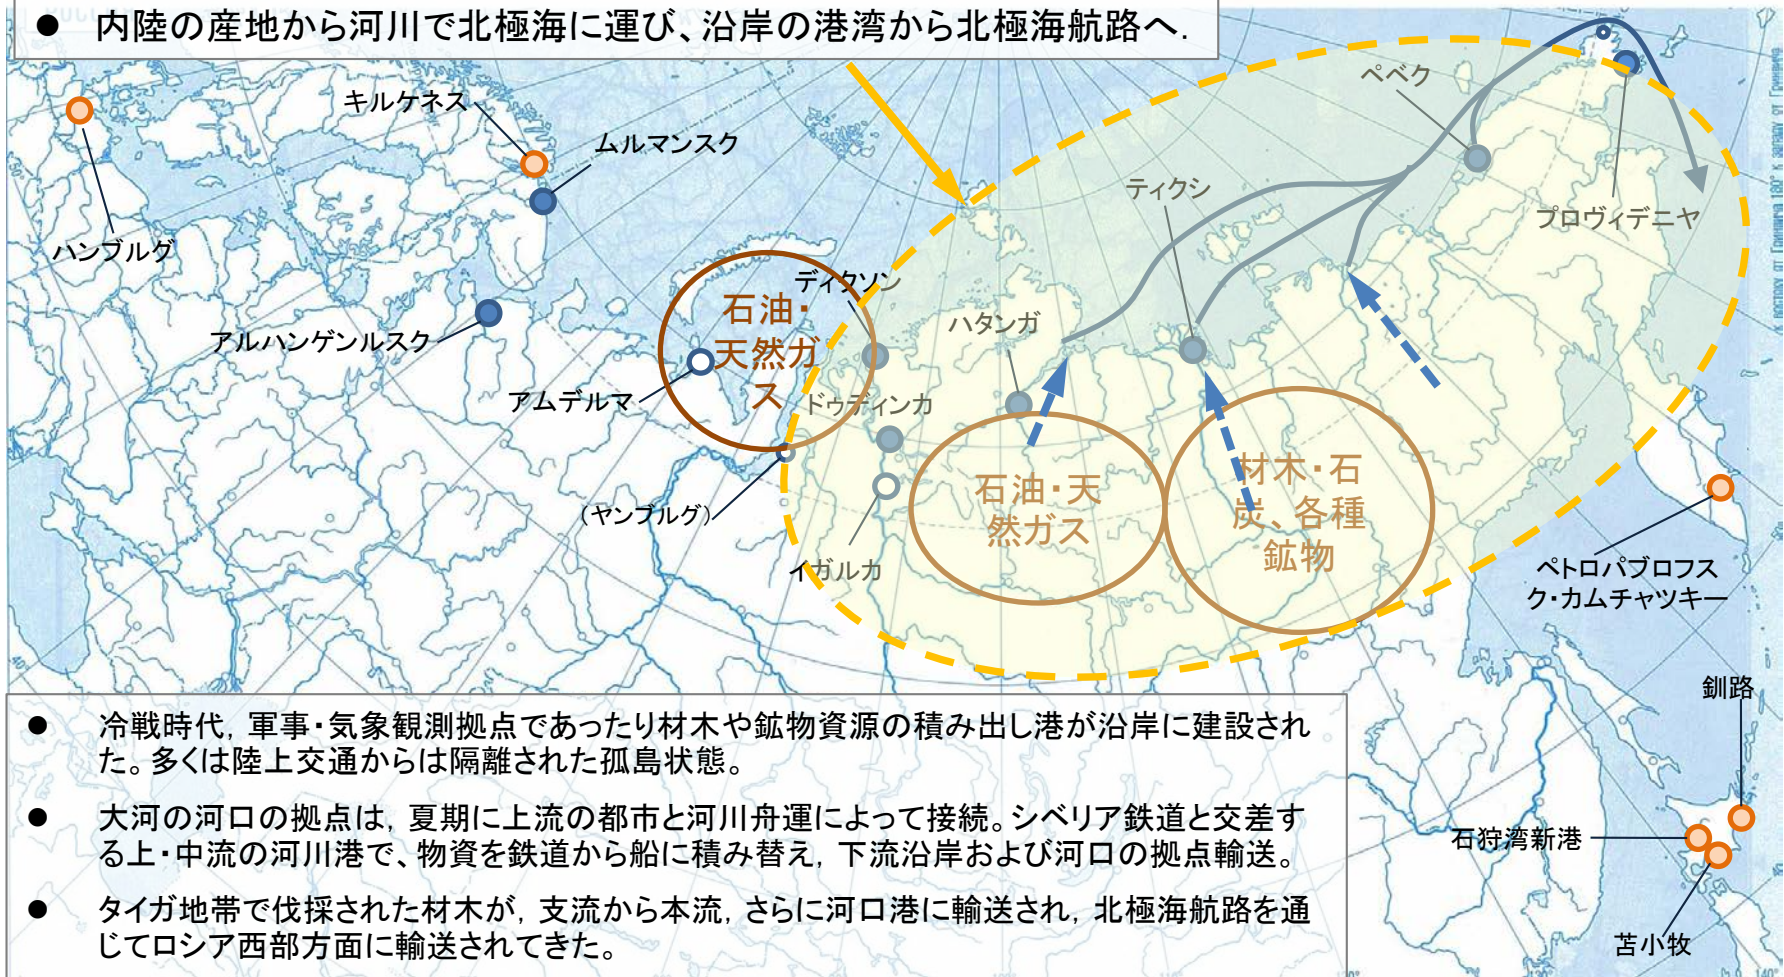 ● 内陸の産地から河川で北極海に運び、沿岸の港湾から北極海航路へ.
キルケネス
ムルマンスク
ハンブルグ
アルハンゲンルスク
アムデルマ
(ヤンブルグ)
石油・
天然ガ
ス
ディクソン
ドゥディンカ
イガルカ
ハタンガ
ティクシ
ペベク
プロヴィデニヤ
石油・天
然ガス
材木・石
炭、各種
鉱物
ペトロパブロフス
ク・カムチャツキー
釧路
石狩湾新港
苫小牧
● 冷戦時代, 軍事・気象観測拠点であったり材木や鉱物資源の積み出し港が沿岸に建設され
た。多くは陸上交通からは隔離された孤島状態。
● 大河の河口の拠点は, 夏期に上流の都市と河川舟運によって接続。シベリア鉄道と交差す
る上・中流の河川港で、物資を鉄道から船に積み替え, 下流沿岸および河口の拠点輸送。
● タイガ地帯で伐採された材木が, 支流から本流, さらに河口港に輸送され, 北極海航路を通
じてロシア西部方面に輸送されてきた。